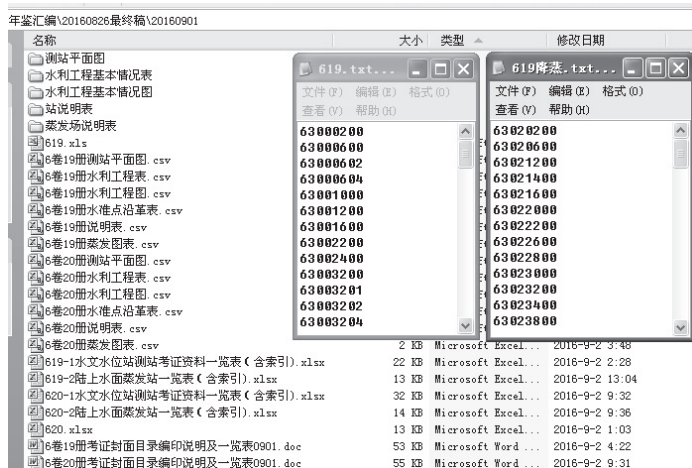 年鉴汇编\20160826最终稿\20160901
名称 大小 类型 修改日期
测站平面图
水利工程基本情况表
水利工程基本情况图
站说明表
蒸发场说明表
619.xls
6卷19册测站平面图.csv
6卷19册水利工程表.csv
6卷19册水利工程图.csv
6卷19册水准点沿革表.csv
6卷19册说明表.csv
6卷19册蒸发图表.csv
6卷20册测站平面图.csv
6卷20册水利工程表.csv
6卷20册水利工程图.csv
6卷20册水准点沿革表.csv
6卷20册说明表.csv
6卷20册蒸发图表.csv 2 KB Microsoft Excel... 2016-9-2 3:48
619-1水文水位站测站考证资料一览表(含索引).xlsx 22 KB Microsoft Excel... 2016-9-2 2:28
619-2陆上水面蒸发站一览表(含索引).xlsx 13 KB Microsoft Excel... 2016-9-2 13:04
620-1水文水位站测站考证资料一览表(含索引).xlsx 32 KB Microsoft Excel... 2016-9-2 9:32
620-2陆上水面蒸发站一览表(含索引).xlsx 14 KB Microsoft Excel... 2016-9-2 9:36
620.xlsx 13 KB Microsoft Excel... 2016-9-2 1:03
6卷19册考证封面目录编印说明及一览表0901.doc 53 KB Microsoft Word ... 2016-9-2 4:22
6卷20册考证封面目录编印说明及一览表0901.doc 55 KB Microsoft Word ... 2016-9-2 9:31
619.txt...
文件(F) 编辑(E) 格式(O)
查看(V) 帮助(H)
63000200
63000600
63000602
63000604
63001000
63001200
63001600
63002200
63002400
63003200
63003201
63003202
63003204
619降蒸.txt...
文件(F) 编辑(E) 格式(O)
查看(V) 帮助(H)
63020200
63020600
63021200
63021400
63021600
63022000
63022200
63022600
63022800
63023000
63023200
63023400
63023800